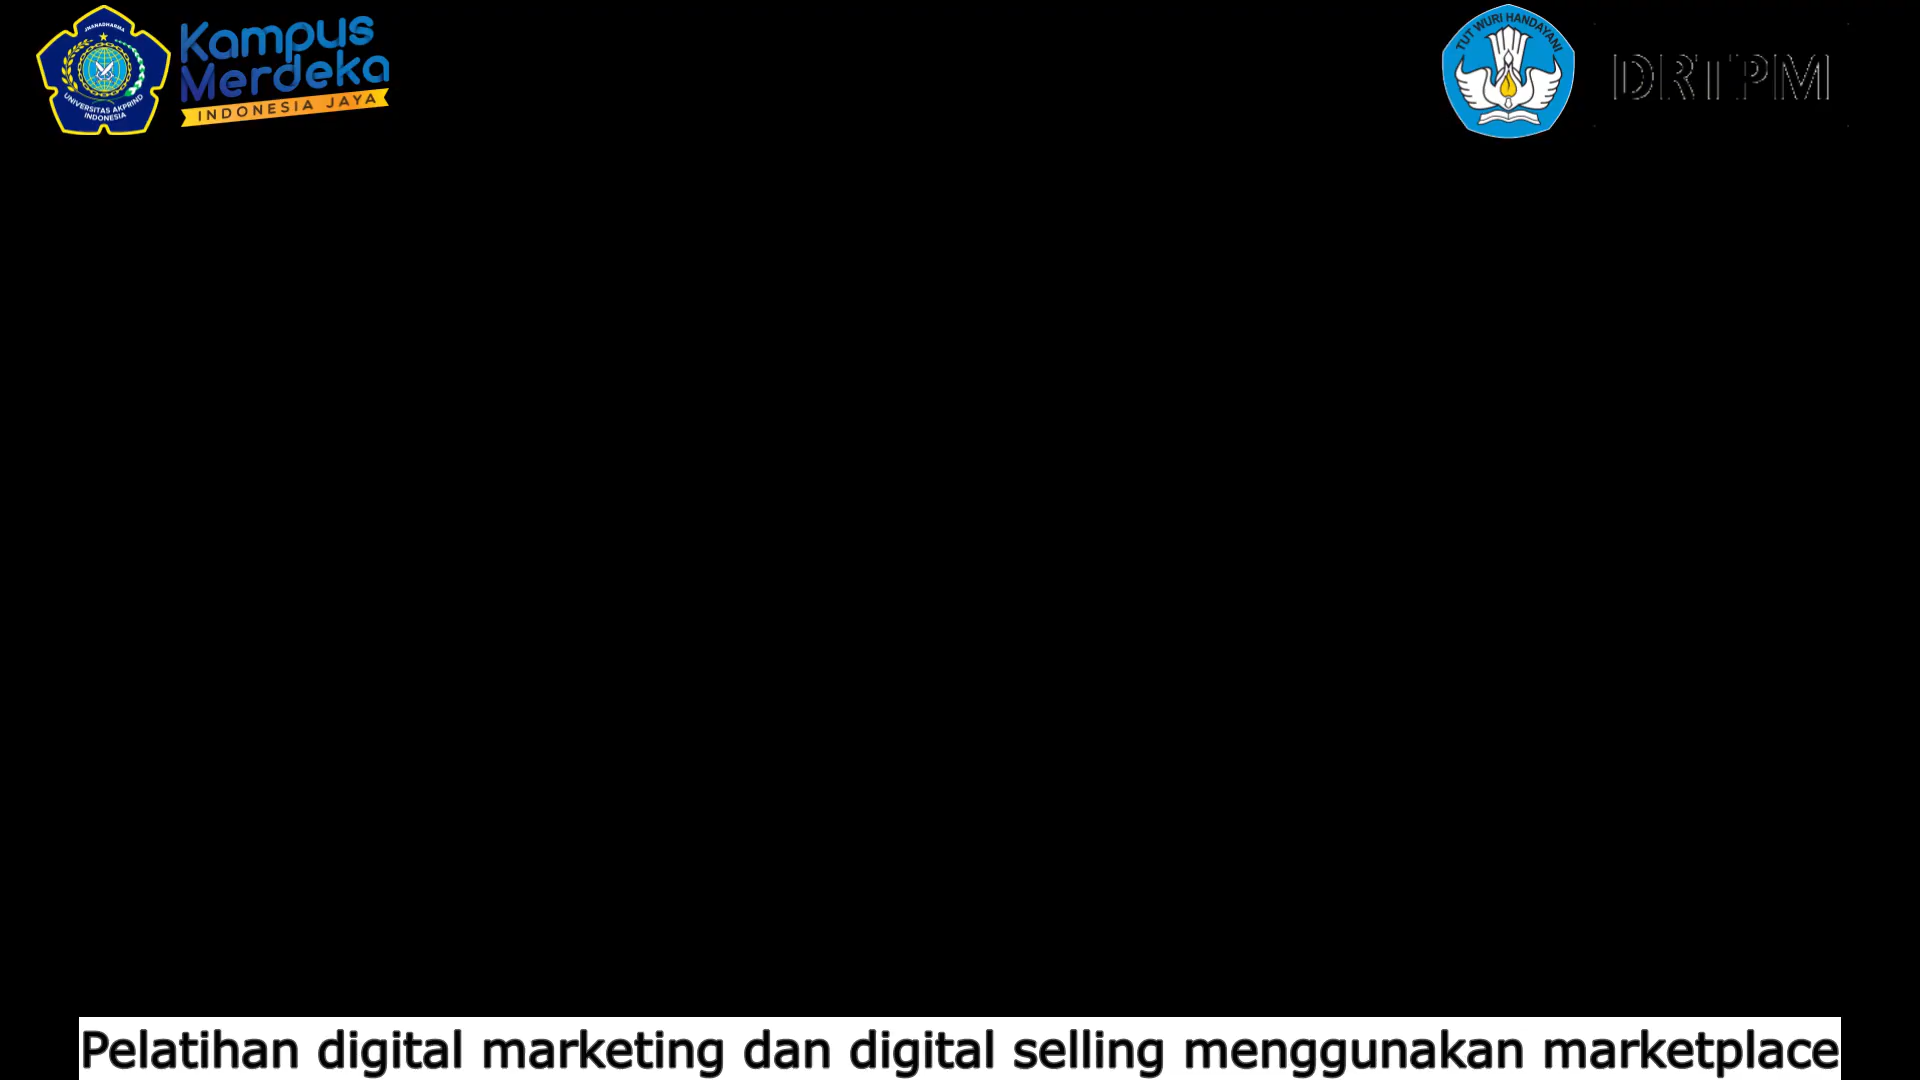 JNANADHARMA
UNIVERSITAS AKPRIND
INDONESIA
Kampus
Merdeka
INDONESIA JAYA
TUT WURI HANDAYANI
DRTPM
Pelatihan digital marketing dan digital selling menggunakan marketplace